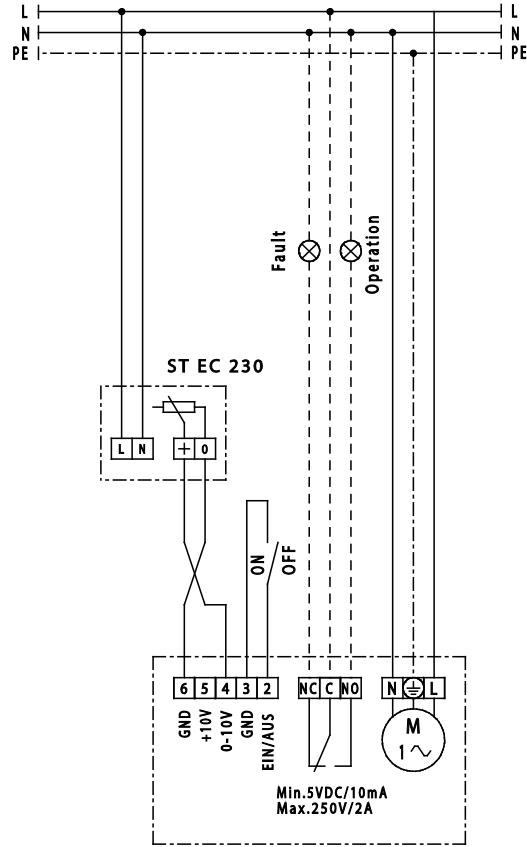 L L
N N
PE PE
Fault
Operation
ST EC 230
L N + 0
ON
OFF
6 5 4 3 2
NC C NO
N L
GND
+10V
0-10V
GND
EIN/AUS
M
1
Min.5VDC/10mA
Max.250V/2A